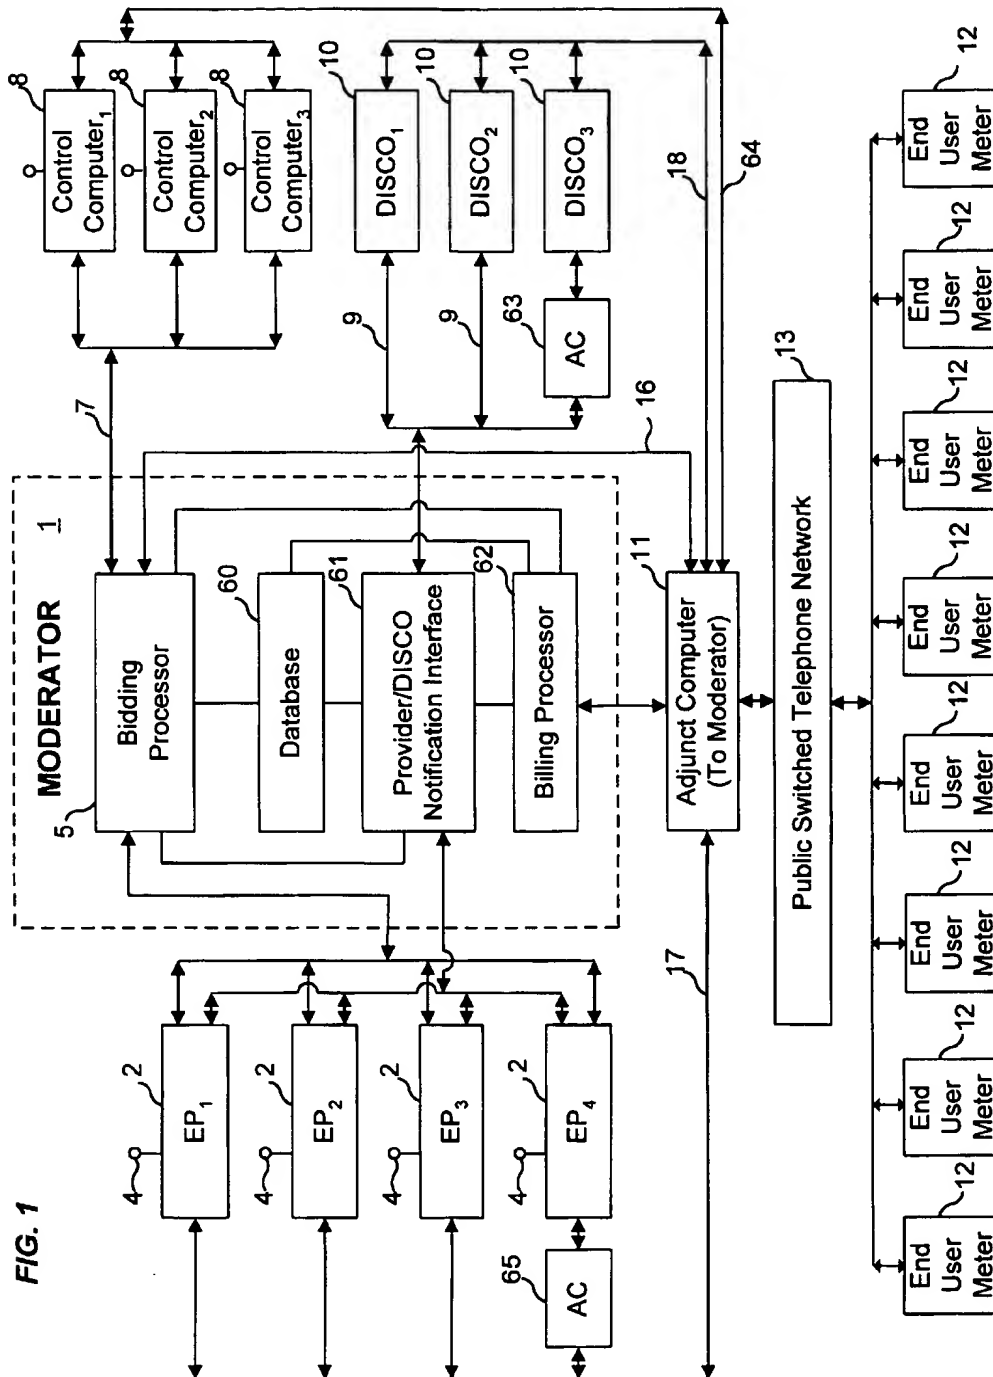 FIG. 1
MODERATOR
1
5
Bidding
Processor
60
Database
61
Provider/DISCO
Notification Interface
62
Billing Processor
4
2
EP1
4
2
EP2
4
2
EP3
4
2
EP4
65
AC
17
7
8
Control
Computer1
8
Control
Computer2
8
Control
Computer3
10
DISCO1
10
DISCO2
10
DISCO3
9
9
63
AC
16
18
64
11
Adjunct Computer
(To Moderator)
13
Public Switched Telephone Network
12
End
User
Meter
12
End
User
Meter
12
End
User
Meter
12
End
User
Meter
12
End
User
Meter
12
End
User
Meter
12
End
User
Meter
12
End
User
Meter